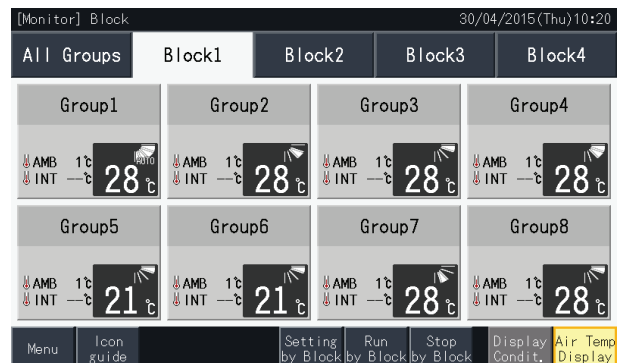 [Monitor] Block 30/04/2015(Thu)10:20
All Groups Block1 Block2 Block3 Block4
Group1 Group2 Group3 Group4
AMB 1℃ AUTO AMB 1℃ AMB 1℃ AMB 1℃
INT --℃ 28℃ INT --℃ 28℃ INT --℃ 28℃ INT --℃ 28℃
Group5 Group6 Group7 Group8
AMB 1℃ AMB 1℃ AMB 1℃ AMB 1℃
INT --℃ 21℃ INT --℃ 21℃ INT --℃ 28℃ INT --℃ 28℃
Menu Icon guide Setting by Block Run by Block Stop by Block Display Condit. Air Temp Display